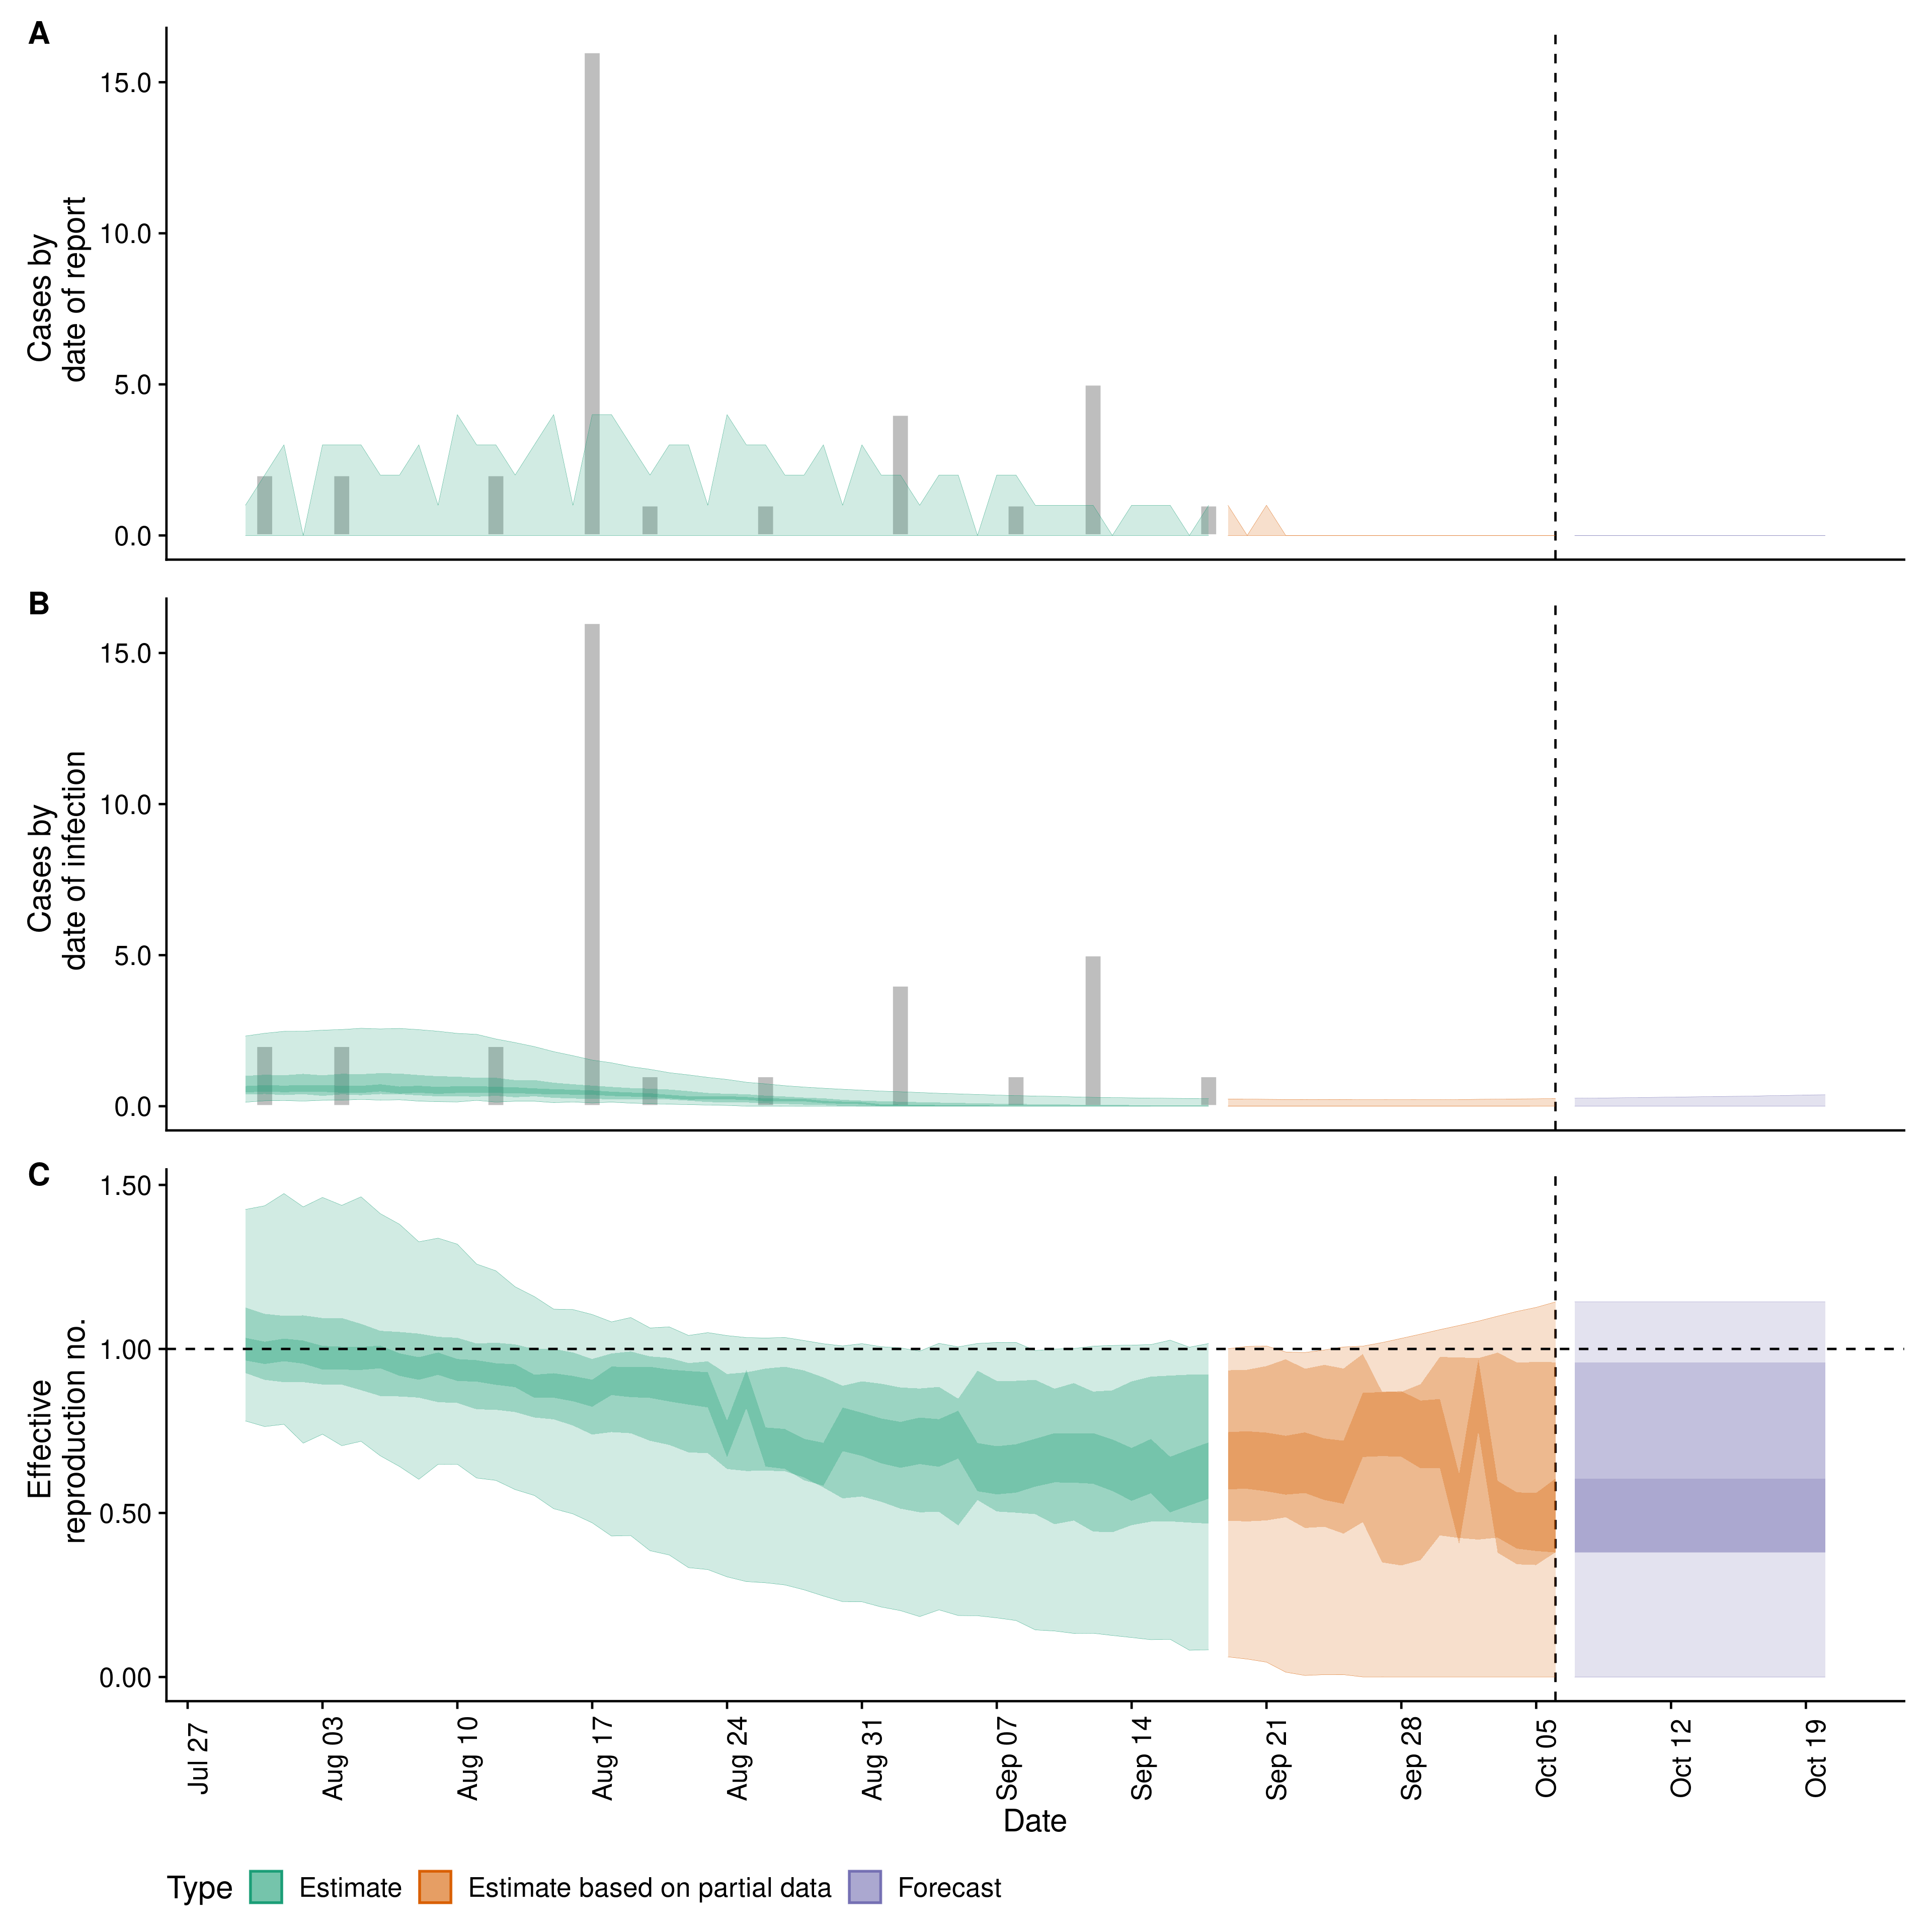 A
Cases by
date of report
15.0
10.0
5.0
0.0
B
Cases by
date of infection
15.0
10.0
5.0
0.0
C
Effective
reproduction no.
1.50
1.00
0.50
0.00
Jul 27
Aug 03
Aug 10
Aug 17
Aug 24
Aug 31
Sep 07
Sep 14
Sep 21
Sep 28
Oct 05
Oct 12
Oct 19
Date
Type Estimate Estimate based on partial data Forecast